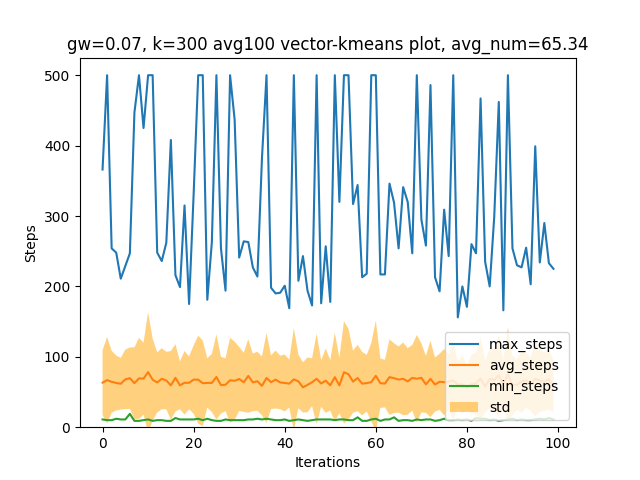 gw=0.07, k=300 avg100 vector-kmeans plot, avg_num=65.34
500
400
300
200
100
0
Steps
max_steps
avg_steps
min_steps
std
0
20
40
60
80
100
Iterations